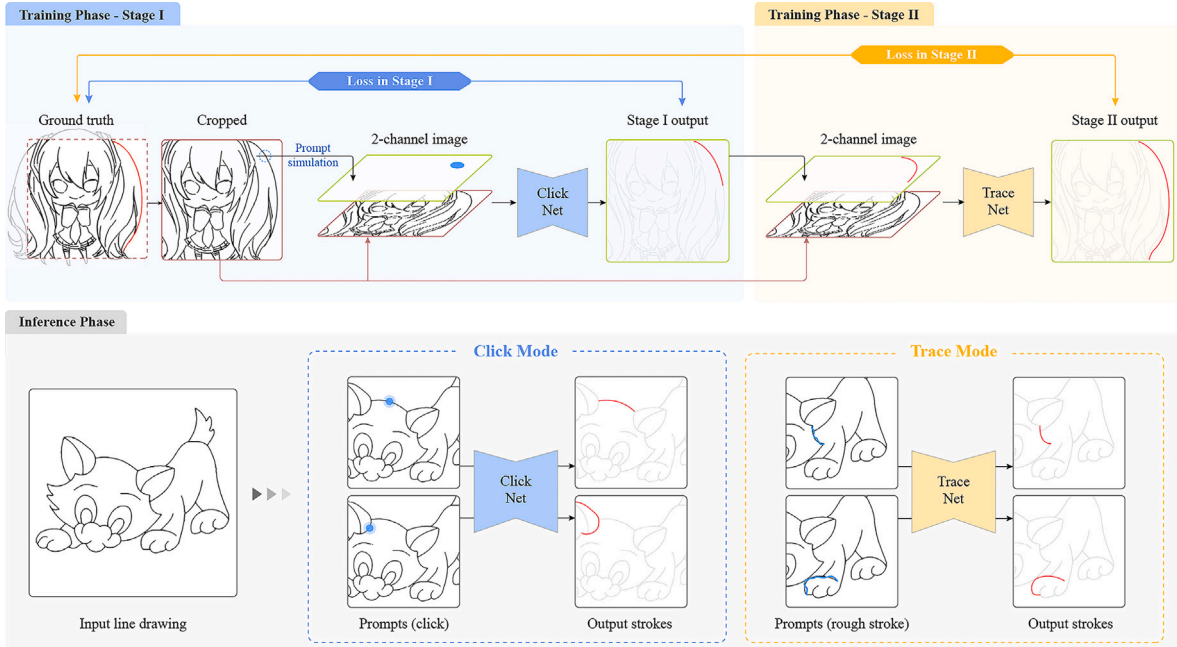 Training Phase - Stage I
Training Phase - Stage II
Loss in Stage II
Loss in Stage I
Ground truth
Cropped
Prompt
simulation
2-channel image
Click
Net
Stage I output
2-channel image
Trace
Net
Stage II output
Inference Phase
Click Mode
Trace Mode
Click
Net
Trace
Net
Input line drawing
Prompts (click)
Output strokes
Prompts (rough stroke)
Output strokes